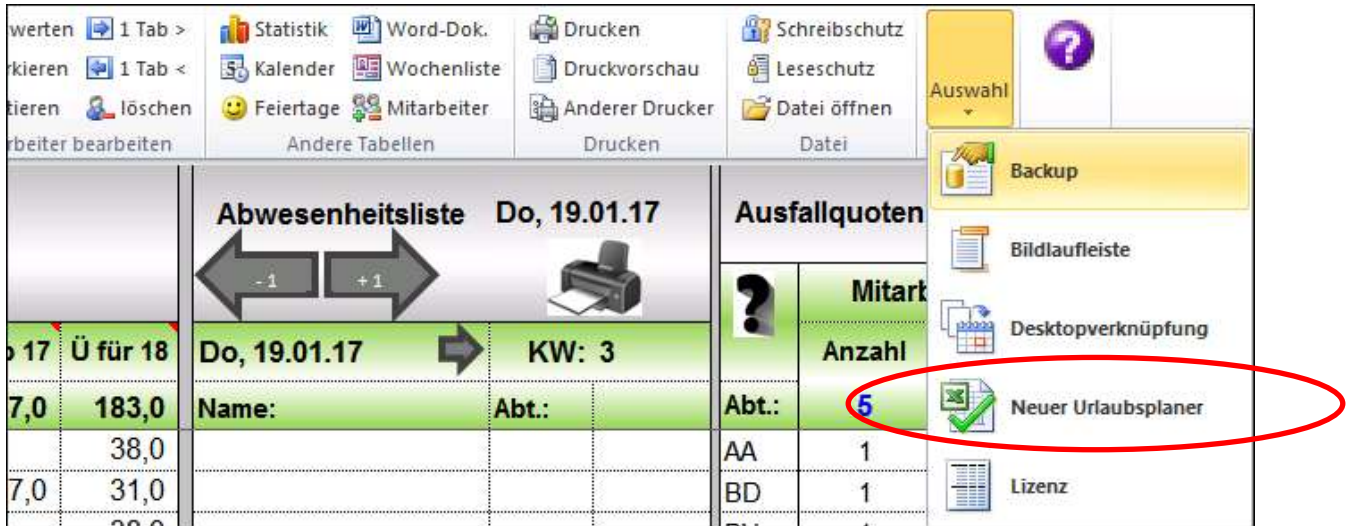 werten 1 Tab > Statistik Word-Dok. Drucken Schreibschutz
rkieren 1 Tab < Kalender Wochenliste Druckvorschau Leseschutz
tieren löschen Feiertage Mitarbeiter Anderer Drucker Datei öffnen Auswahl
rbeiter bearbeiten Andere Tabellen Drucken Datei
Backup
Abwesenheitsliste Do, 19.01.17 Ausfallquoten
Bildlaufleiste
-1 +1 Mitarb
Desktopverknüpfung
17 Ü für 18 Do, 19.01.17 KW: 3 Anzahl
7,0 183,0 Name: Abt.: Abt.: 5 Neuer Urlaubsplaner
38,0 AA 1
7,0 31,0 BD 1 Lizenz